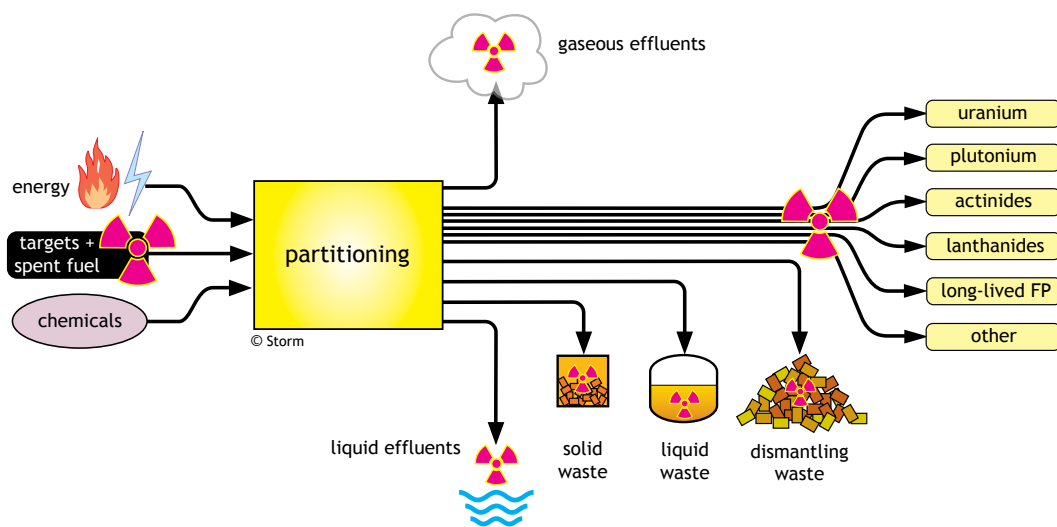 gaseous effluents
uranium
plutonium
energy
actinides
targets +
spent fuel
partitioning
lanthanides
long-lived FP
chemicals
other
© Storm
liquid effluents
solid
waste
liquid
waste
dismantling
waste